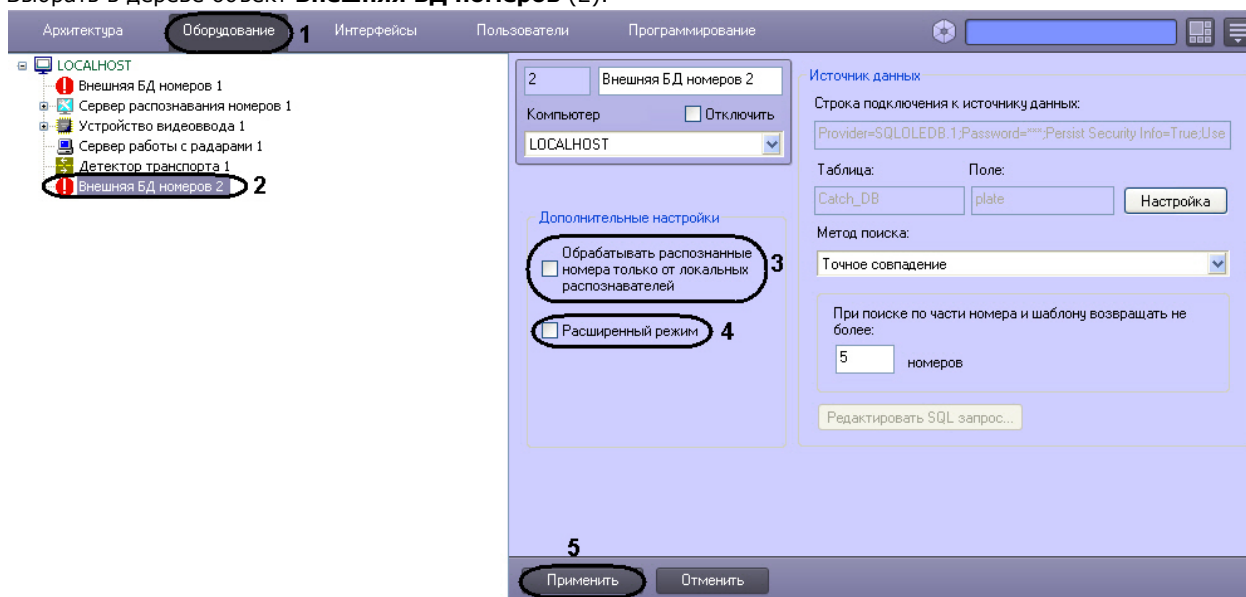 Выбрать в дереве объект Внешняя БД номеров (2).
Архитектура Оборудование 1 Интерфейсы Пользователи Программирование
LOCALHOST
Внешняя БД номеров 1
Сервер распознавания номеров 1
Устройство видеоввода 1
Сервер работы с радарами 1
Детектор транспорта 1
Внешняя БД номеров 2 2
2 Внешняя БД номеров 2
Компьютер Отключить
LOCALHOST
Дополнительные настройки
Обрабатывать распознанные
номера только от локальных
распознавателей
3
Расширенный режим 4
Источник данных
Строка подключения к источнику данных:
Provider=SQLOLEDB.1;Password="***";Persist Security Info=True;Use
Таблица: Поле:
Catch_DB plate Настройка
Метод поиска:
Точное совпадение
При поиске по части номера и шаблону возвращать не
более:
5 номеров
Редактировать SQL запрос...
5
Применить Отменить